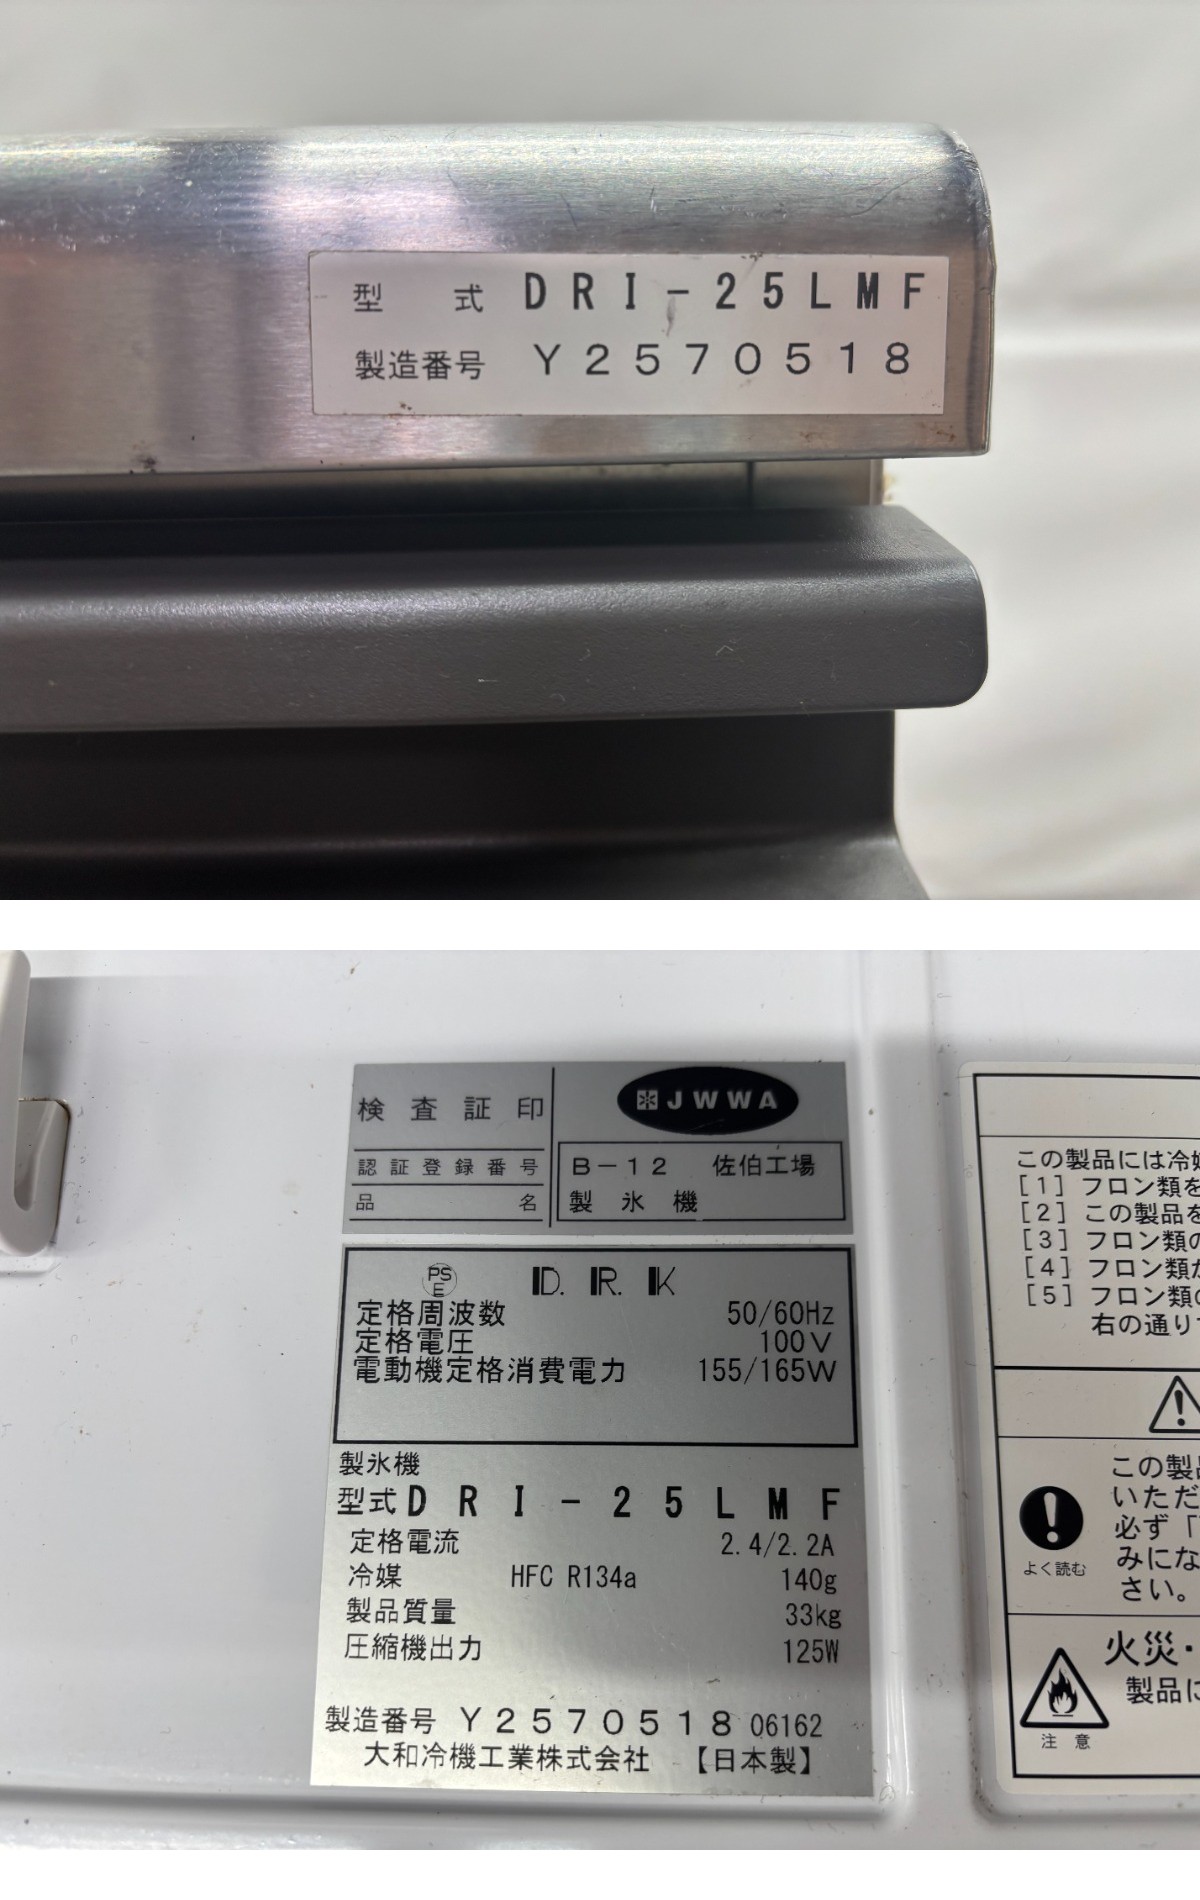 型 式 DRI-25LMF
製造番号 Y2570518
検査証印 JWWA
認証登録番号 B-12 佐伯工場
品名 製氷機
PSE D.R.K
定格周波数 50/60Hz
定格電圧 100V
電動機定格消費電力 155/165W
製氷機
型式 DRI-25LMF
定格電流 2.4/2.2A
冷媒 HFC R134a 140g
製品質量 33kg
圧縮機出力 125W
製造番号 Y2570518 06162
大和冷機工業株式会社 【日本製】
この製品には冷媒
[1] フロン類を
[2] この製品を
[3] フロン類の
[4] フロン類が
[5] フロン類の
右の通りで
この製品
いただ
必ず「
みにな
さい。
よく読む
火災・
製品に
注意